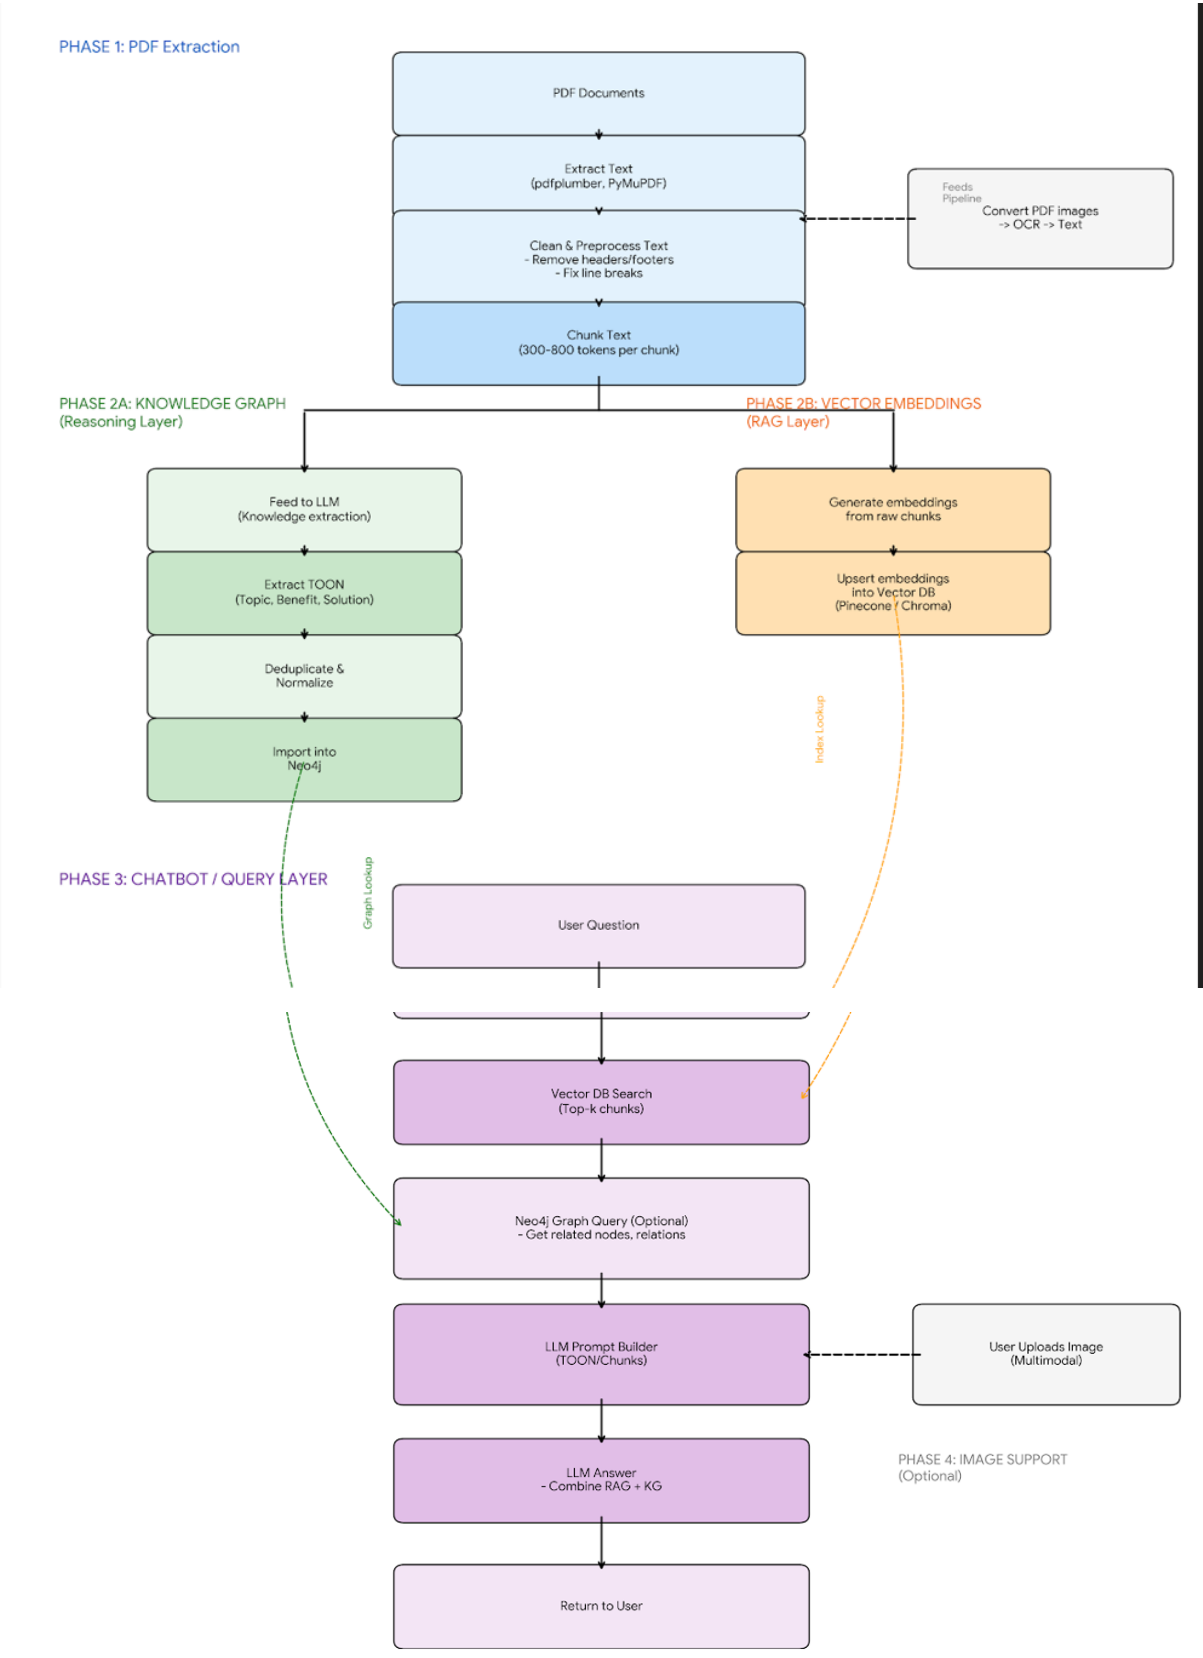 PHASE 1: PDF Extraction
PDF Documents
Extract Text
(pdfplumber, PyMuPDF)
Feeds
Pipeline
Convert PDF images
-> OCR -> Text
Clean & Preprocess Text
- Remove headers/footers
- Fix line breaks
Chunk Text
(300-800 tokens per chunk)
PHASE 2A: KNOWLEDGE GRAPH
(Reasoning Layer)
PHASE 2B: VECTOR EMBEDDINGS
(RAG Layer)
Feed to LLM
(Knowledge extraction)
Extract TOON
(Topic, Benefit, Solution)
Deduplicate &
Normalize
Import into
Neo4j
Generate embeddings
from raw chunks
Upsert embeddings
into Vector DB
(Pinecone / Chroma)
Index Lookup
Graph Lookup
PHASE 3: CHATBOT / QUERY LAYER
User Question
Vector DB Search
(Top-k chunks)
Neo4j Graph Query (Optional)
- Get related nodes, relations
LLM Prompt Builder
(TOON/Chunks)
User Uploads Image
(Multimodal)
PHASE 4: IMAGE SUPPORT
(Optional)
LLM Answer
- Combine RAG + KG
Return to User